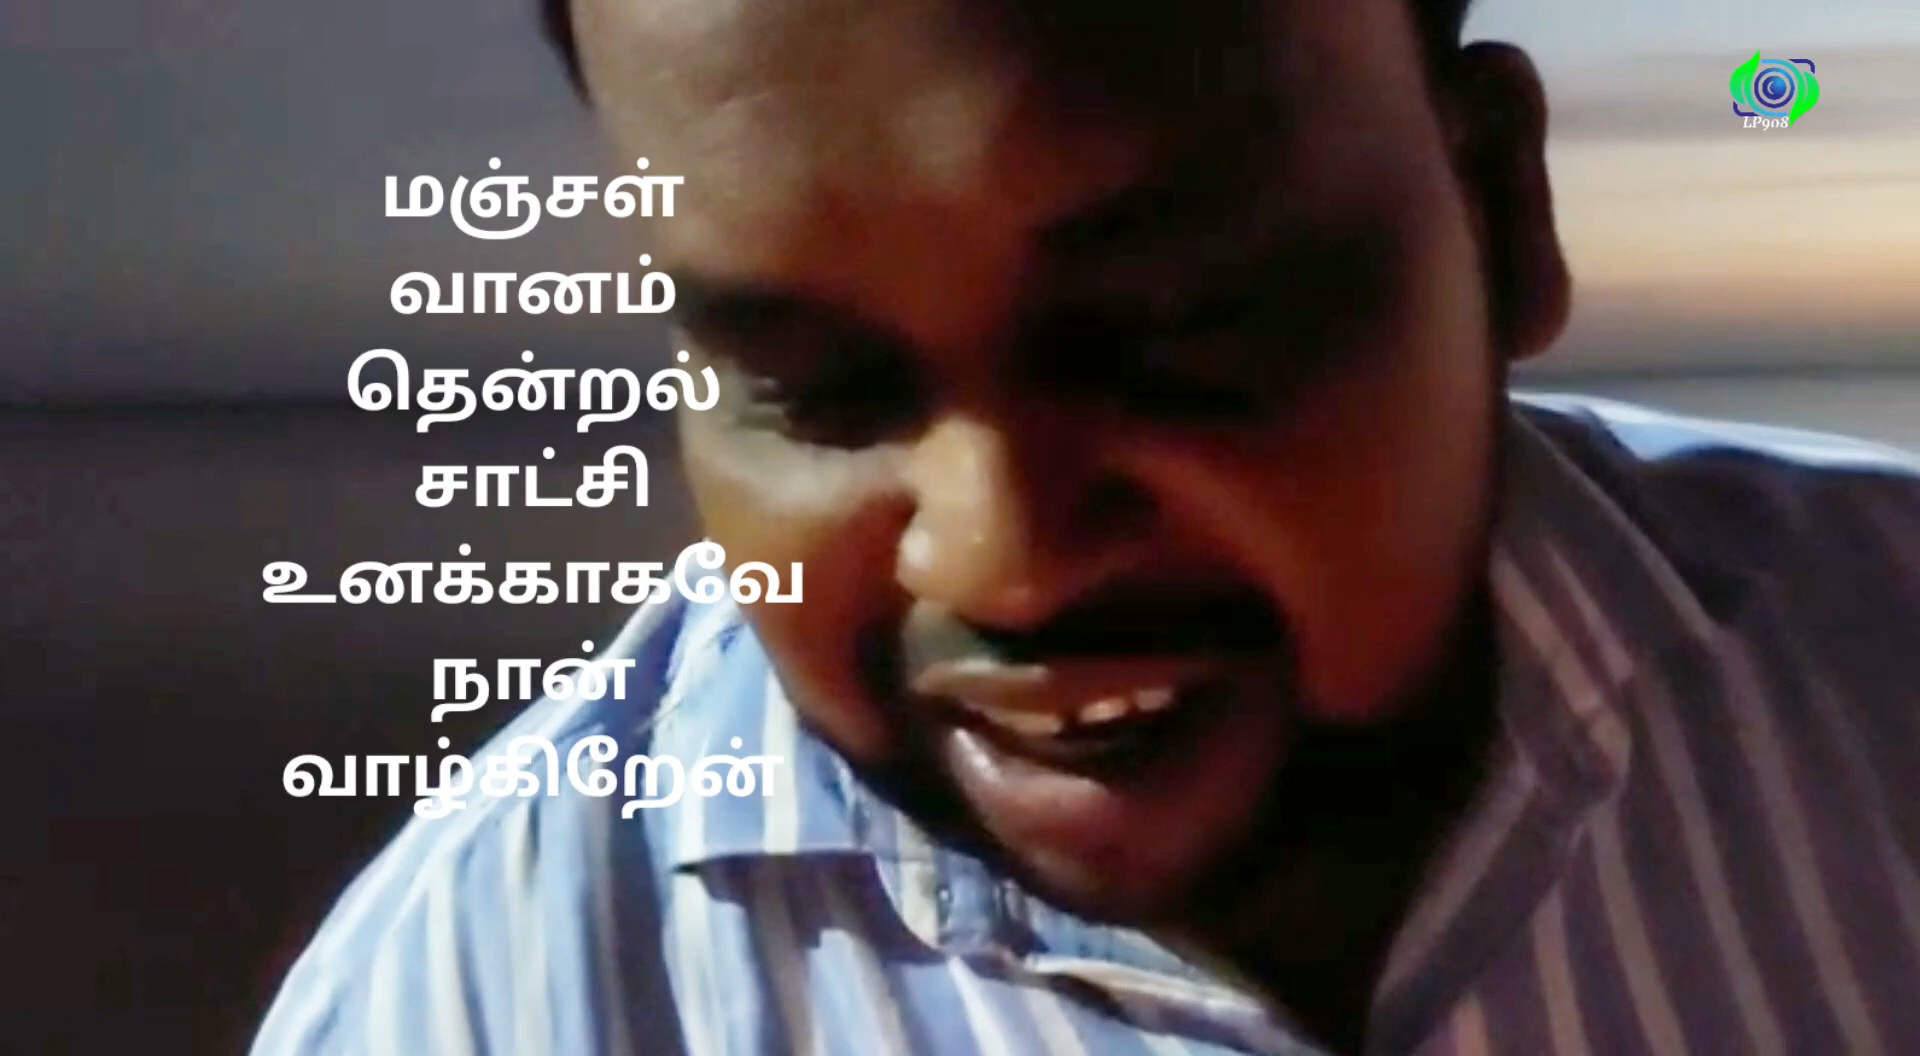 LP908
மஞ்சள்
வானம்
தென்றல்
சாட்சி
உனக்காகவே
நான்
வாழ்கிறேன்